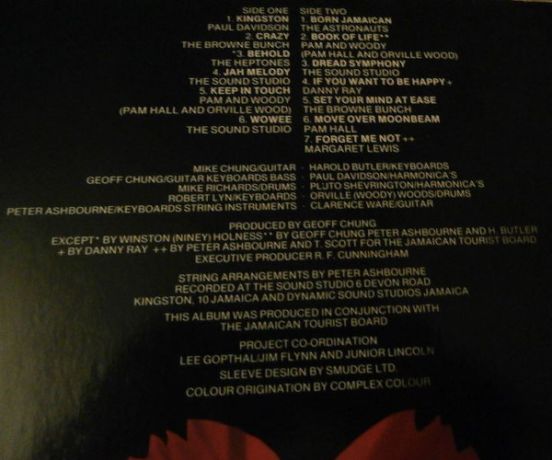 SIDE ONE
1. KINGSTON
PAUL DAVIDSON
2. CRAZY
THE BROWNE BUNCH
*3. BEHOLD
THE HEPTONES
4. JAH MELODY
THE SOUND STUDIO
5. KEEP IN TOUCH
PAM AND WOODY
(PAM HALL AND ORVILLE WOOD)
6. WOWEE
THE SOUND STUDIO
SIDE TWO
1. BORN JAMAICAN
THE ASTRONAUTS
2. BOOK OF LIFE**
PAM AND WOODY
(PAM HALL AND ORVILLE WOOD)
3. DREAD SYMPHONY
THE SOUND STUDIO
4. IF YOU WANT TO BE HAPPY +
DANNY RAY
5. SET YOUR MIND AT EASE
THE BROWNE BUNCH
6. MOVE OVER MOONBEAM
PAM HALL
7. FORGET ME NOT ++
MARGARET LEWIS
MIKE CHUNG/GUITAR · HAROLD BUTLER/KEYBOARDS
GEOFF CHUNG/GUITAR KEYBOARDS BASS · PAUL DAVIDSON/HARMONICA'S
MIKE RICHARDS/DRUMS · PLUTO SHEVRINGTON/HARMONICA'S
ROBERT LYN/KEYBOARDS · ORVILLE (WOODY) WOODS/DRUM
PETER ASHBOURNE/KEYBOARDS STRING INSTRUMENTS · CLARENCE WARE/GUITAR
PRODUCED BY GEOFF CHUNG
EXCEPT* BY WINSTON (NINEY) HOLNESS** BY GEOFF CHUNG PETER ASHBOURNE AND H. BUTLER
+ BY DANNY RAY ++ BY PETER ASHBOURNE AND T. SCOTT FOR THE JAMAICAN TOURIST BOARD
EXECUTIVE PRODUCER R. F. CUNNINGHAM
STRING ARRANGEMENTS BY PETER ASHBOURNE
RECORDED AT THE SOUND STUDIO 6 DEVON ROAD
KINGSTON, 10 JAMAICA AND DYNAMIC SOUND STUDIOS JAMAICA
THIS ALBUM WAS PRODUCED IN CONJUNCTION WITH
THE JAMAICAN TOURIST BOARD
PROJECT CO-ORDINATION
LEE GOPTHAL/JIM FLYNN AND JUNIOR LINCOLN
SLEEVE DESIGN BY SMUDGE LTD
COLOUR ORIGINATION BY COMPLEX COLOUR